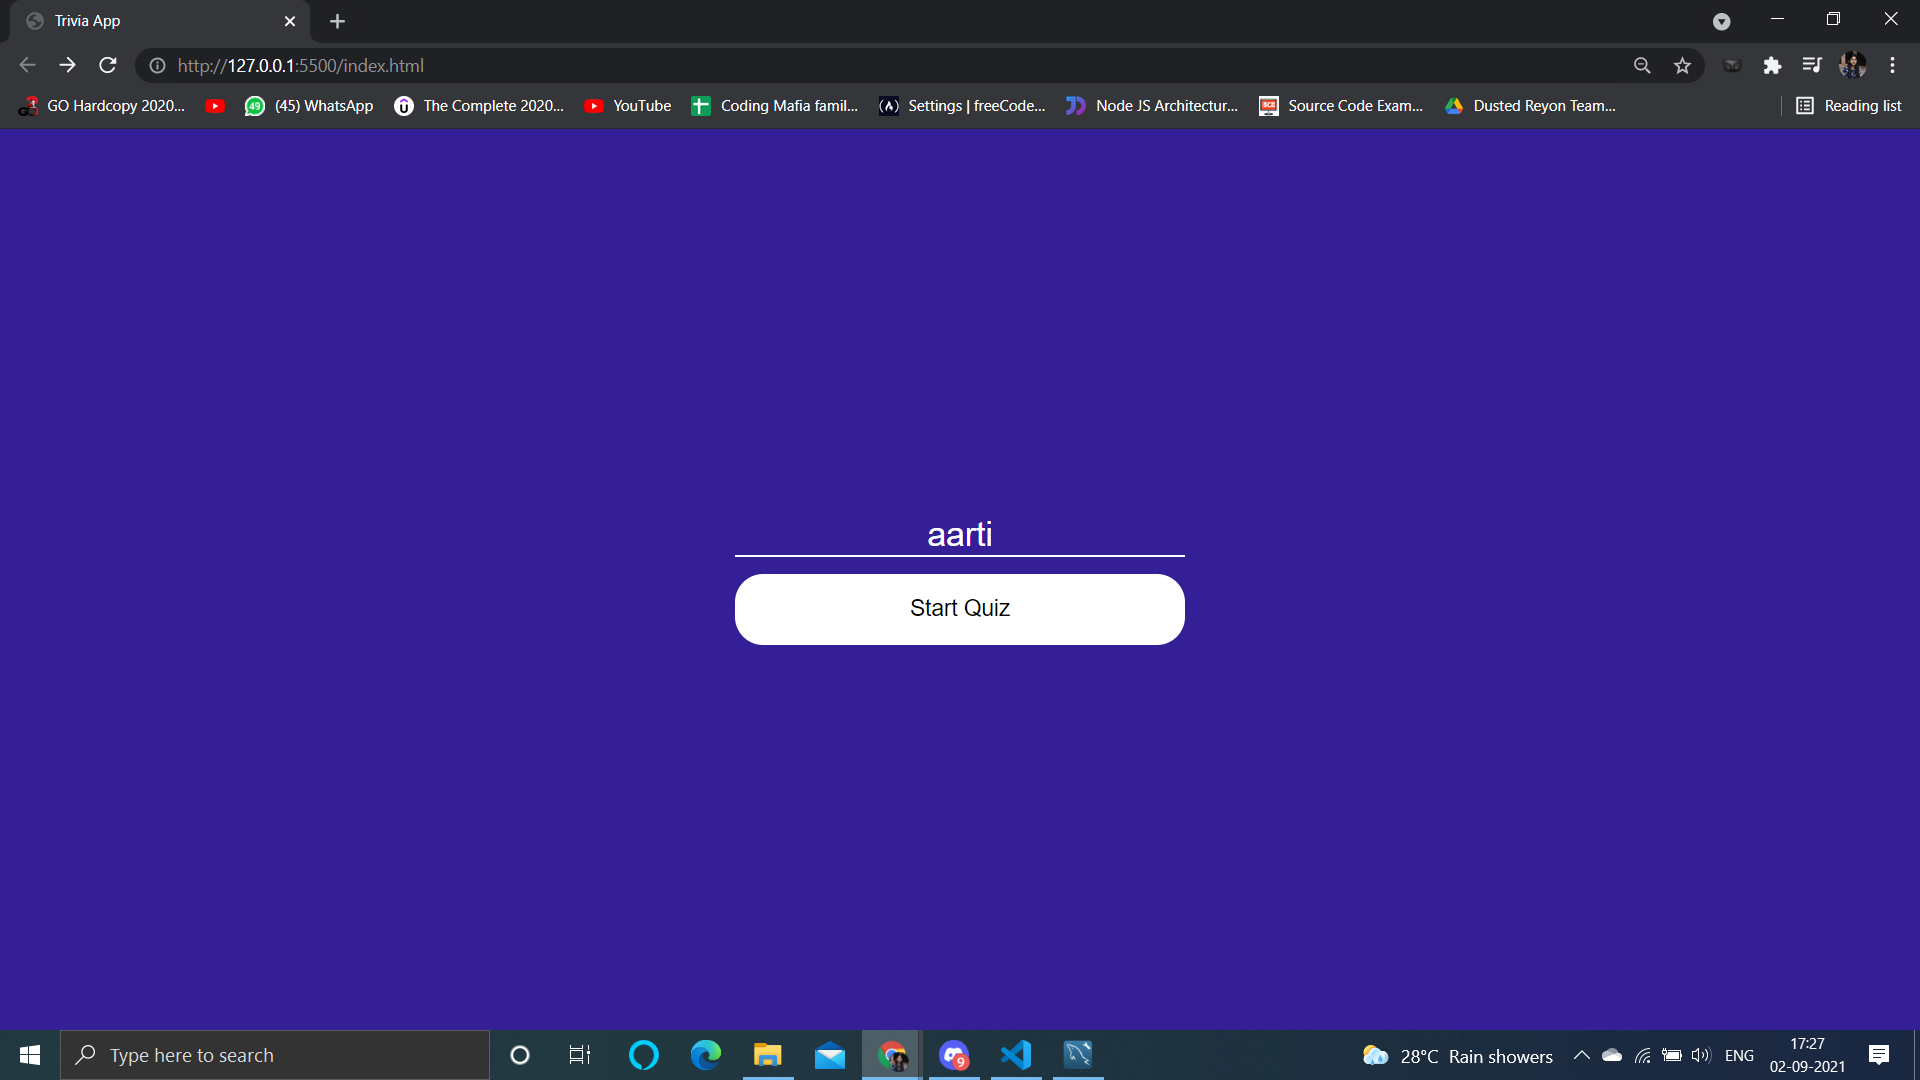 Trivia App
http://127.0.0.1:5500/index.html
GO Hardcopy 2020...
(45) WhatsApp
The Complete 2020...
YouTube
Coding Mafia famil...
Settings | freeCode...
Node JS Architectur...
Source Code Exam...
Dusted Reyon Team...
Reading list
aarti
Start Quiz
Type here to search
9
28°C Rain showers
ENG
17:27
02-09-2021